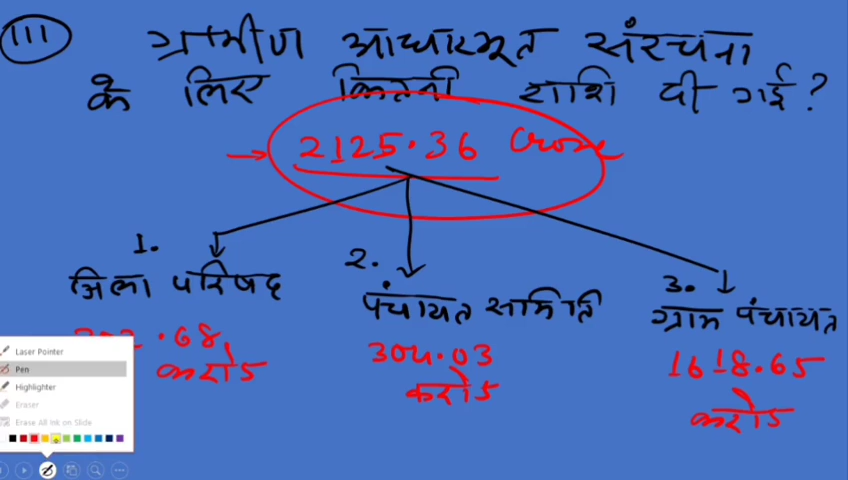 111 ग्रामीण आधारभूत संरचना
के लिए कितनी राशि दी गई?
2125.36 Crore
1.
जिला परिषद
.68
करोड
2.
पंचायत समिति
304.03
करोड
3.
ग्राम पंचायत
1618.65
करोड
Laser Pointer
Pen
Highlighter
Eraser
Erase All Ink on Slide